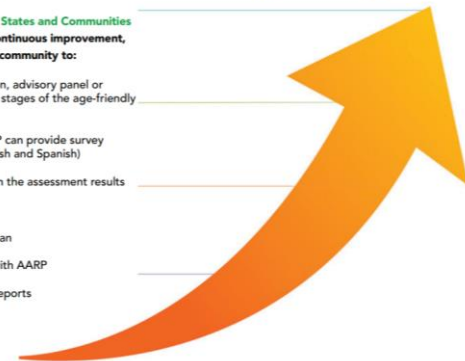 States and Communities
ntinuous improvement,
community to:
n, advisory panel or
stages of the age-friendly
P can provide survey
sh and Spanish)
n the assessment results
an
ith AARP
eports